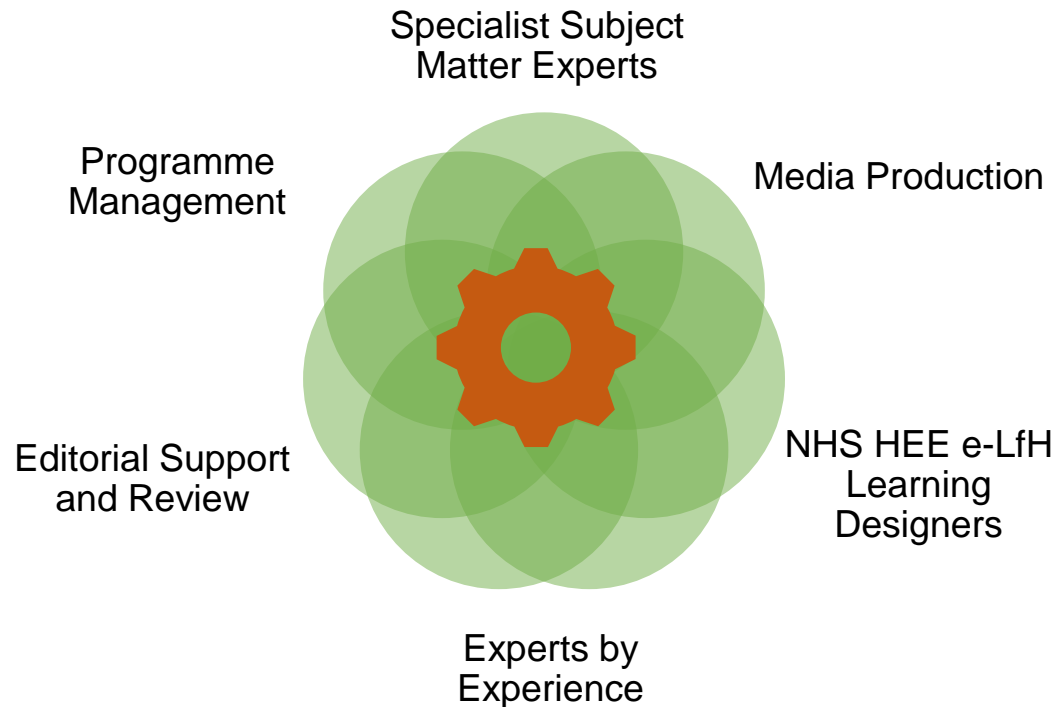 Specialist Subject
Matter Experts
Programme
Management
Media Production
Editorial Support
and Review
NHS HEE e-LfH
Learning
Designers
Experts by
Experience